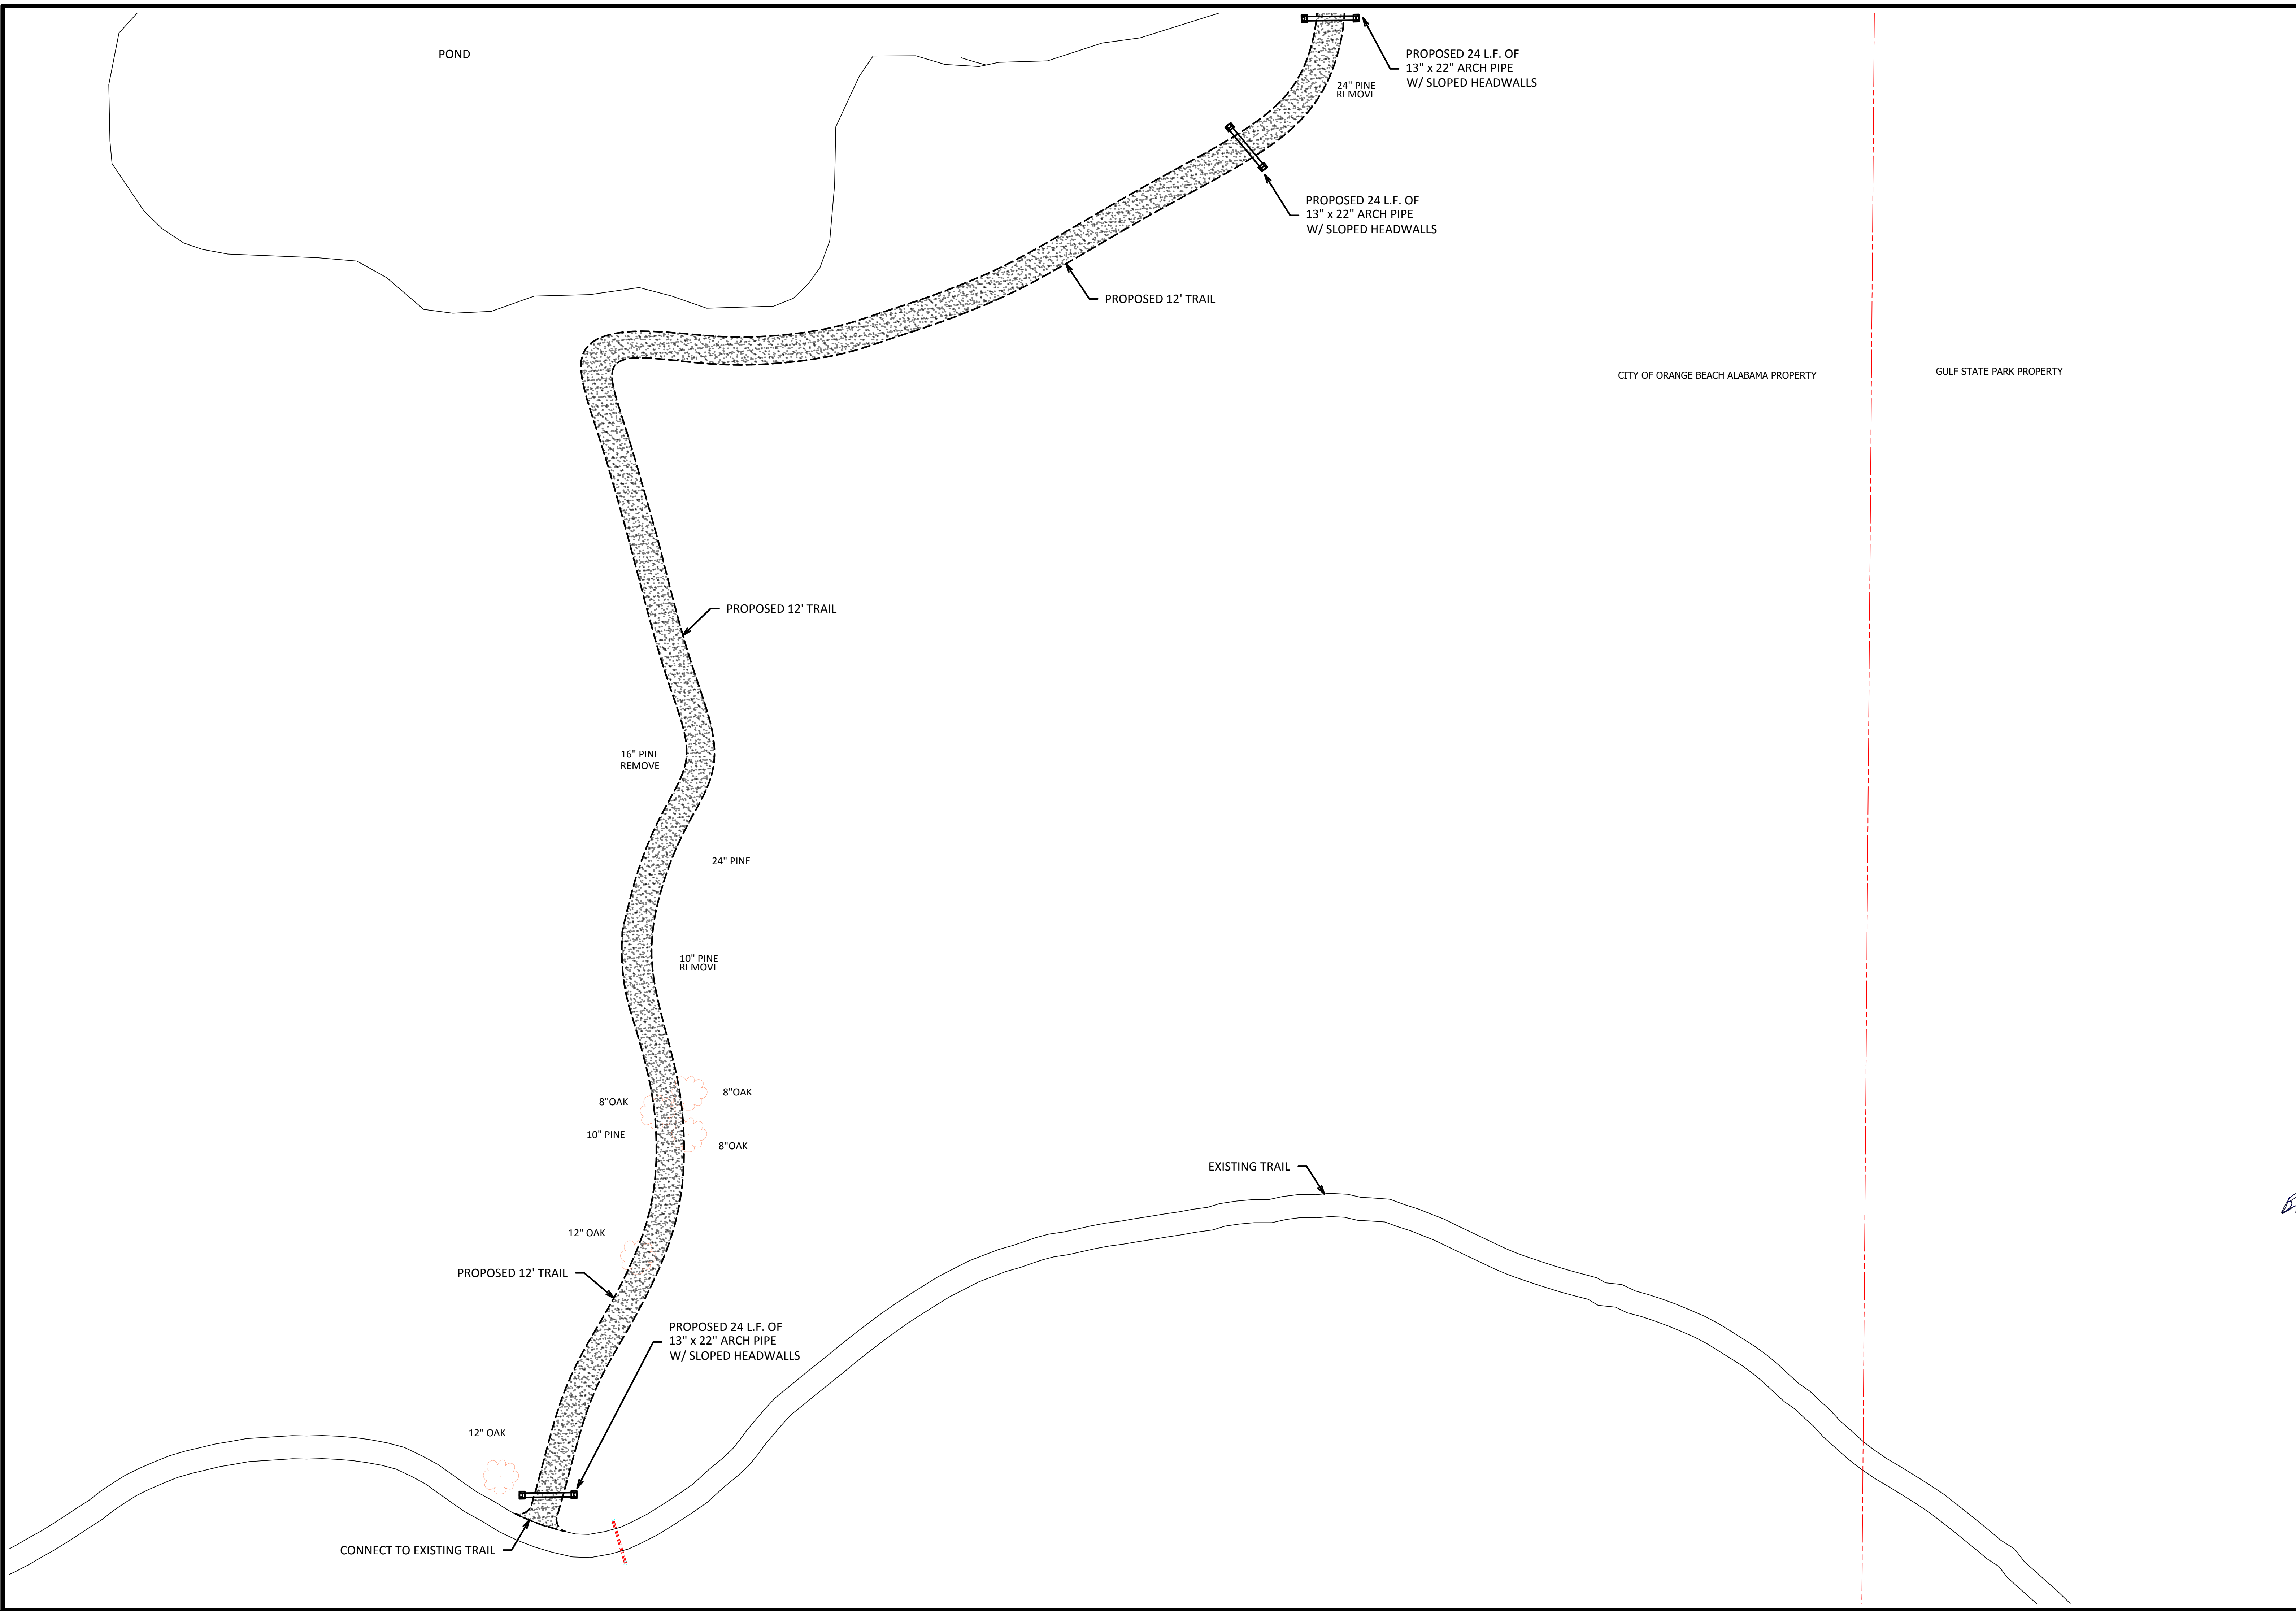 POND
PROPOSED 24 L.F. OF
13" x 22" ARCH PIPE
W/ SLOPED HEADWALLS
24" PINE
REMOVE
PROPOSED 24 L.F. OF
13" x 22" ARCH PIPE
W/ SLOPED HEADWALLS
PROPOSED 12' TRAIL
CITY OF ORANGE BEACH ALABAMA PROPERTY
GULF STATE PARK PROPERTY
PROPOSED 12' TRAIL
16" PINE
REMOVE
24" PINE
10" PINE
REMOVE
8"OAK
8"OAK
10" PINE
8"OAK
EXISTING TRAIL
12" OAK
PROPOSED 12' TRAIL
PROPOSED 24 L.F. OF
13" x 22" ARCH PIPE
W/ SLOPED HEADWALLS
12" OAK
CONNECT TO EXISTING TRAIL